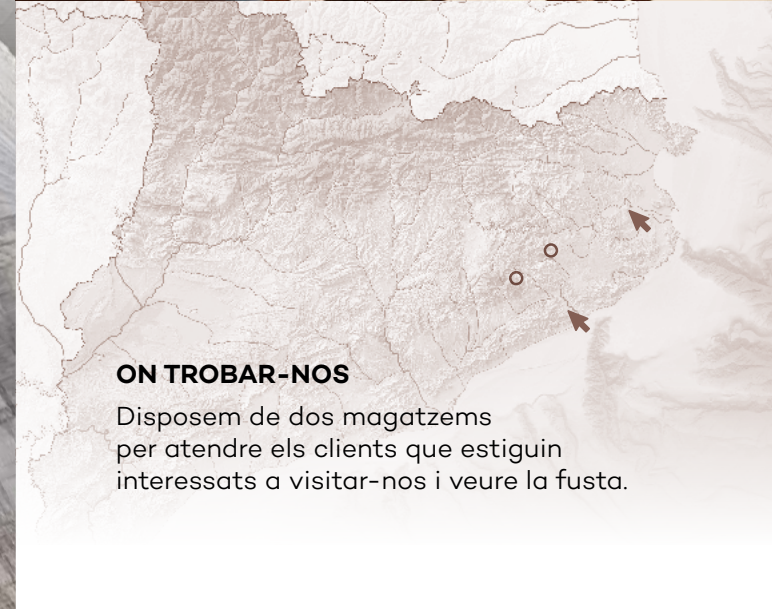 ON TROBAR-NOS
Disposem de dos magatzems
per atendre els clients que estiguin
interessats a visitar-nos i veure la fusta.